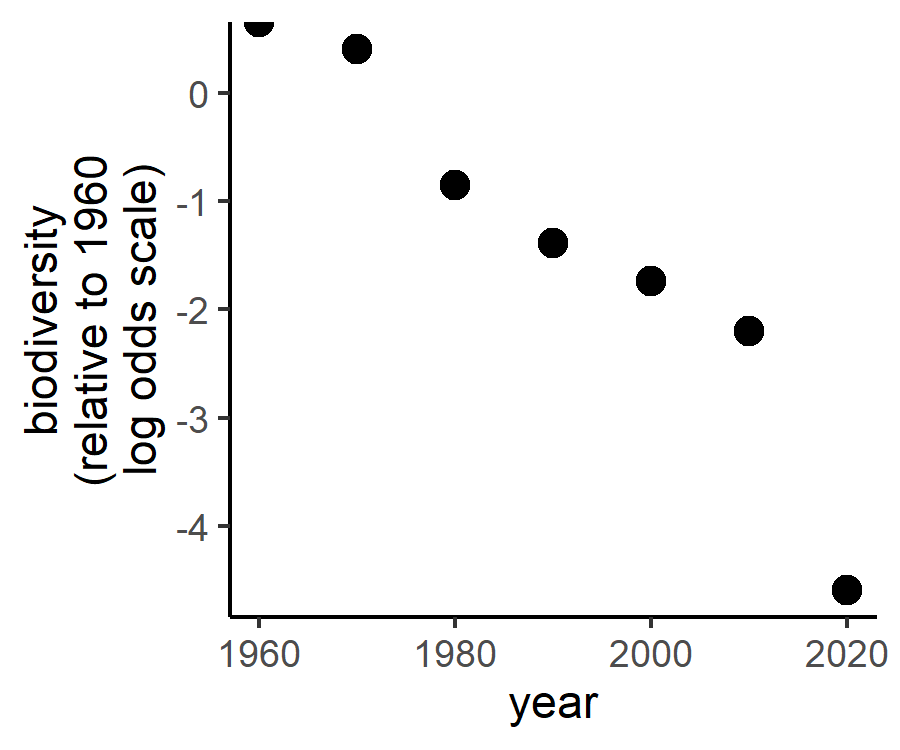 biodiversity
(relative to 1960
log odds scale)
0
-1
-2
-3
-4
1960 1980 2000 2020
year